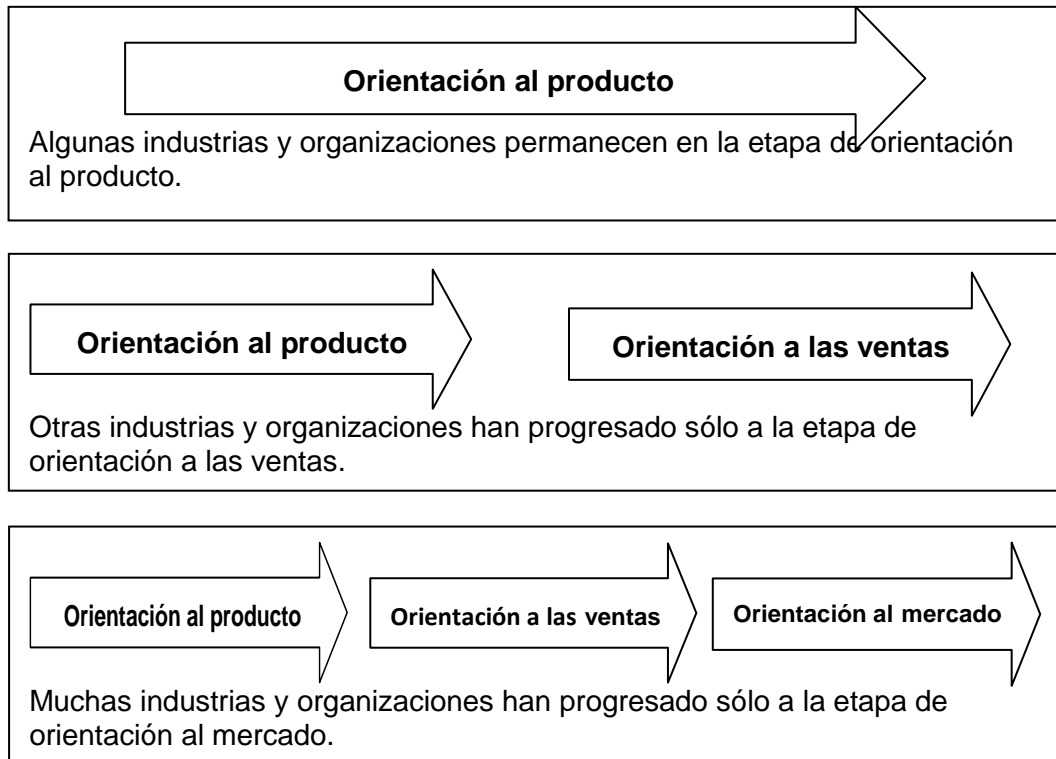 Orientación al producto
Algunas industrias y organizaciones permanecen en la etapa de orientación
al producto.
Orientación al producto
Orientación a las ventas
Otras industrias y organizaciones han progresado sólo a la etapa de
orientación a las ventas.
Orientación al producto
Orientación a las ventas
Orientación al mercado
Muchas industrias y organizaciones han progresado sólo a la etapa de
orientación al mercado.